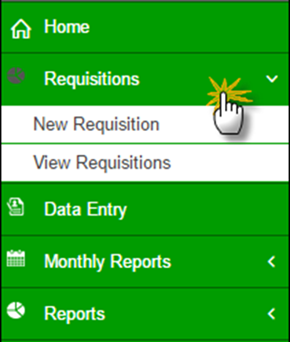 Home
Requisitions
New Requisition
View Requisitions
Data Entry
Monthly Reports
Reports